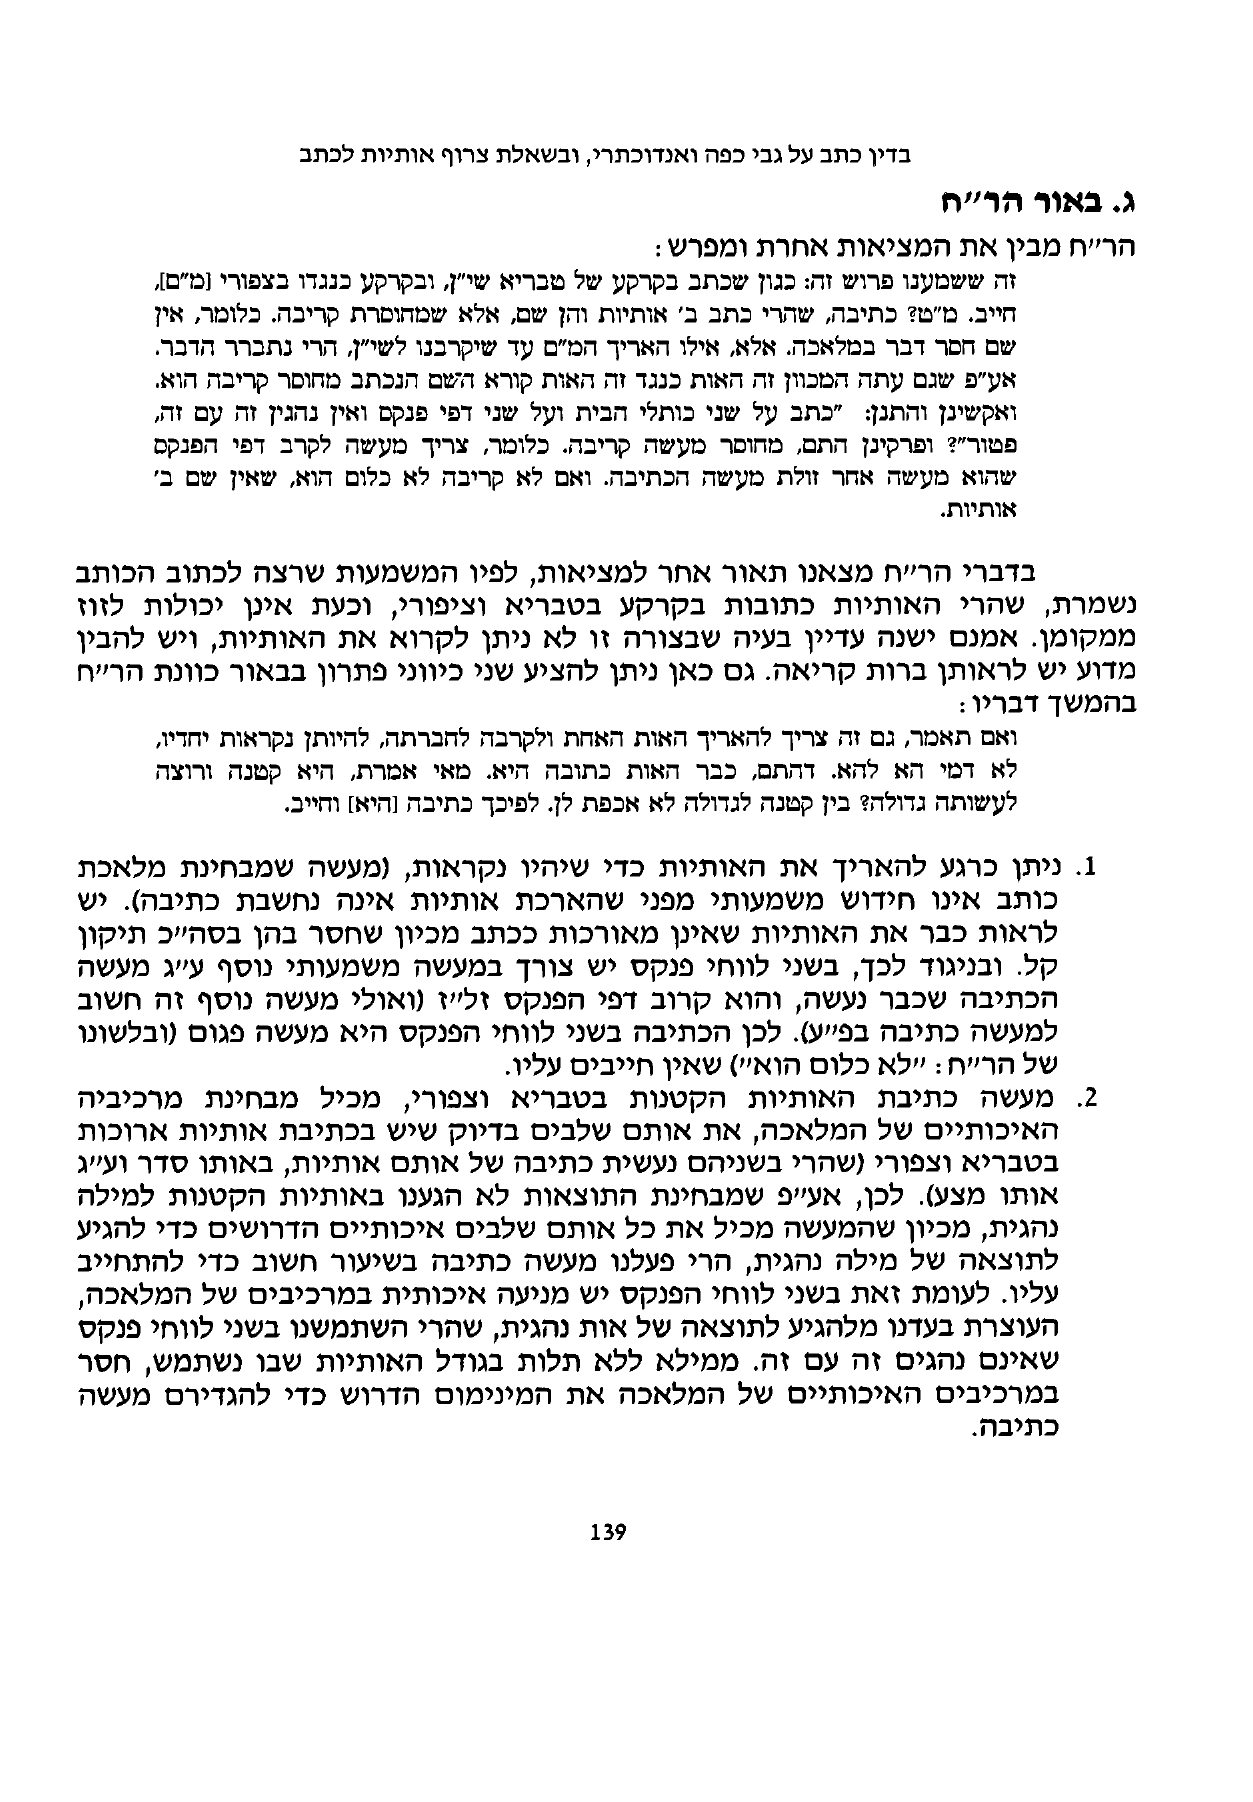 בדין כתב על גבי כפה ואנדוכתרי, ובשאלת צרוף אותיות לכתב
ג. באור הר״ח
הר״ח מבין את המציאות אחרת ומפרש:
זה ששמענו פרוש זה: כגון שכתב בקרקע של טבריא שי״ן, ובקרקע כנגדו בצפורי [מ״ם],
חייב. מ״ט? כתיבה, שהרי כתב ב׳ אותיות והן שם, אלא שמחוסרת קריבה. כלומר, אין
שם חסר דבר במלאכה. אלא, אילו האריך המ״ם עד שיקרבנו לשי״ן, הרי נתברר הדבר.
אע״פ שגם עתה המכוון זה האות כנגד זה האות קורא השם הנכתב מחוסר קריבה הוא.
ואקשינן והתנן: ״כתב על שני כותלי הבית ועל שני דפי פנקס ואין נהגין זה עם זה,
פטור״? ופרקינן התם, מחוסר מעשה קריבה. כלומר, צריך מעשה לקרב דפי הפנקס
שהוא מעשה אחר זולת מעשה הכתיבה. ואם לא קריבה לא כלום הוא, שאין שם ב׳
אותיות.
בדברי הר״ח מצאנו תאור אחר למציאות, לפיו המשמעות שרצה לכתוב הכותב
נשמרת, שהרי האותיות כתובות בקרקע בטבריא וציפורי, וכעת אינן יכולות לזוז
ממקומן. אמנם ישנה עדיין בעיה שבצורה זו לא ניתן לקרוא את האותיות, ויש להבין
מדוע יש לראותן ברות קריאה. גם כאן ניתן להציע שני כיווני פתרון בבאור כוונת הר״ח
בהמשך דבריו:
ואם תאמר, גם זה צריך להאריך האות האחת ולקרבה לחברתה, להיותן נקראות יחדיו,
לא דמי הא להא. דהתם, כבר האות כתובה היא. מאי אמרת, היא קטנה ורוצה
לעשותה גדולה? בין קטנה לגדולה לא אכפת לן. לפיכך כתיבה [היא] וחייב.
1. ניתן כרגע להאריך את האותיות כדי שיהיו נקראות, (מעשה שמבחינת מלאכת
כותב אינו חידוש משמעותי מפני שהארכת אותיות אינה נחשבת כתיבה). יש
לראות כבר את האותיות שאינן מאורכות ככתב מכיון שחסר בהן בסה״כ תיקון
קל. ובניגוד לכך, בשני לווחי פנקס יש צורך במעשה משמעותי נוסף ע״ג מעשה
הכתיבה שכבר נעשה, והוא קרוב דפי הפנקס זל״ז (ואולי מעשה נוסף זה חשוב
למעשה כתיבה בפ״ע). לכן הכתיבה בשני לווחי הפנקס היא מעשה פגום (ובלשונו
של הר״ח: ״לא כלום הוא״) שאין חייבים עליו.
2. מעשה כתיבת האותיות הקטנות בטבריא וצפורי, מכיל מבחינת מרכיביה
האיכותיים של המלאכה, את אותם שלבים בדיוק שיש בכתיבת אותיות ארוכות
בטבריא וצפורי (שהרי בשניהם נעשית כתיבה של אותם אותיות, באותו סדר וע״ג
אותו מצע). לכן, אע״פ שמבחינת התוצאות לא הגענו באותיות הקטנות למילה
נהגית, מכיון שהמעשה מכיל את כל אותם שלבים איכותיים הדרושים כדי להגיע
לתוצאה של מילה נהגית, הרי פעלנו מעשה כתיבה בשיעור חשוב כדי להתחייב
עליו. לעומת זאת בשני לווחי הפנקס יש מניעה איכותית במרכיבים של המלאכה,
העוצרת בעדנו מלהגיע לתוצאה של אות נהגית, שהרי השתמשנו בשני לווחי פנקס
שאינם נהגים זה עם זה. ממילא ללא תלות בגודל האותיות שבו נשתמש, חסר
במרכיבים האיכותיים של המלאכה את המינימום הדרוש כדי להגדירם מעשה
כתיבה.
139